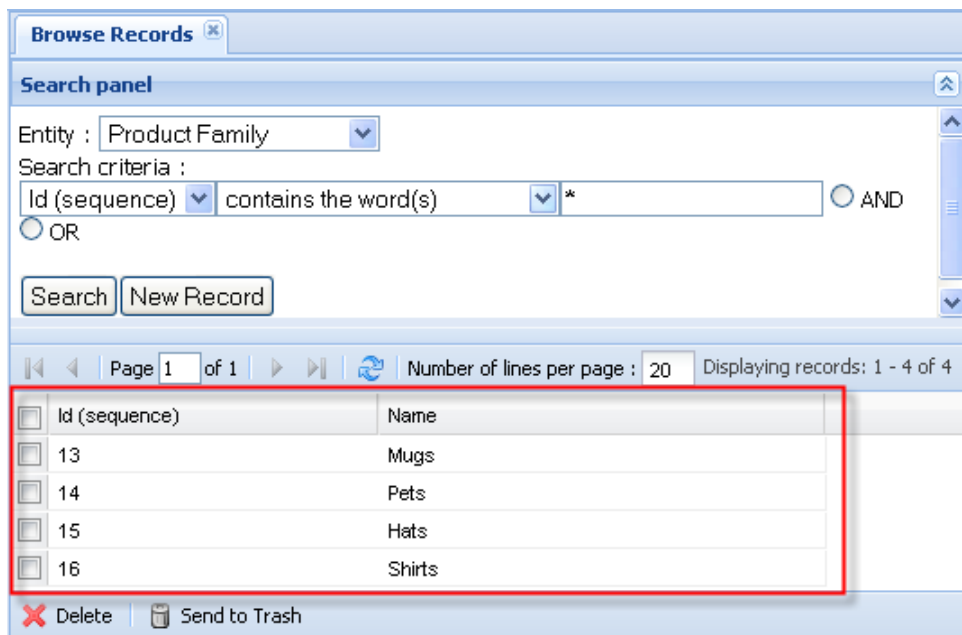 Browse Records
Search panel
Entity : Product Family
Search criteria :
Id (sequence) contains the word(s) * AND
OR
Search New Record
Page 1 of 1 Number of lines per page : 20 Displaying records: 1 - 4 of 4
Id (sequence) Name
13 Mugs
14 Pets
15 Hats
16 Shirts
Delete Send to Trash